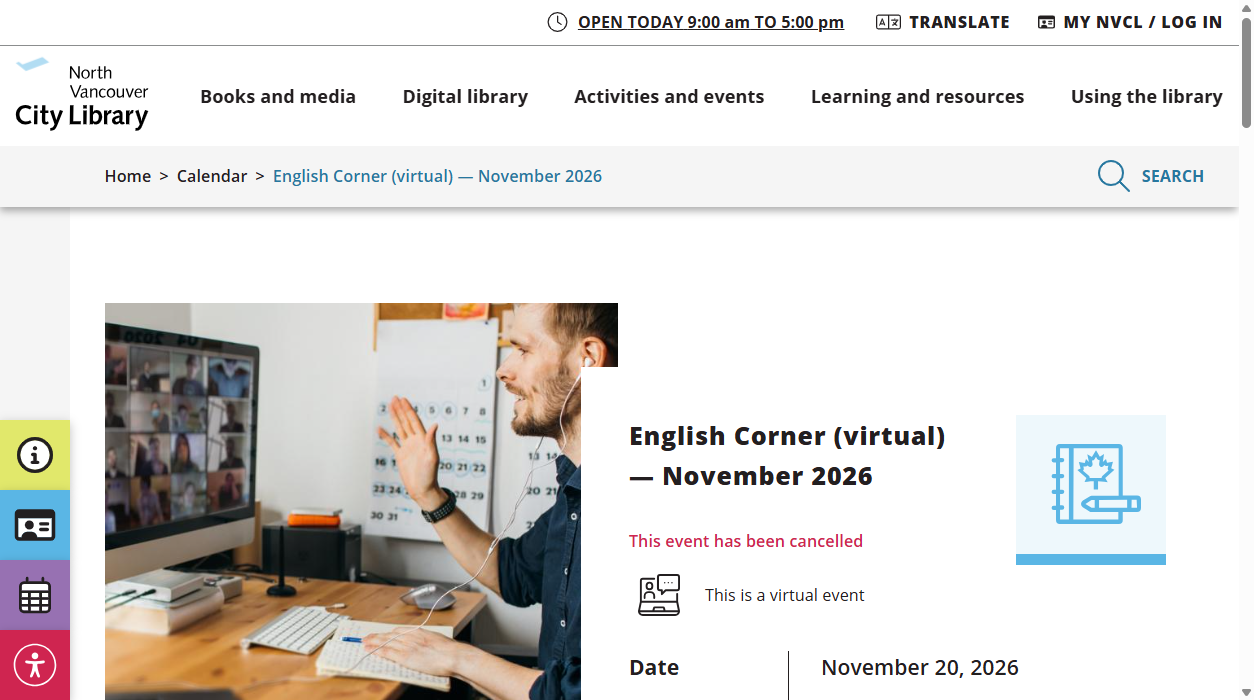 OPEN TODAY 9:00 am TO 5:00 pm
TRANSLATE
MY NVCL / LOG IN
North
Vancouver
City Library
Books and media
Digital library
Activities and events
Learning and resources
Using the library
Home > Calendar > English Corner (virtual) — November 2026
SEARCH
English Corner (virtual)
— November 2026
This event has been cancelled
This is a virtual event
Date
November 20, 2026